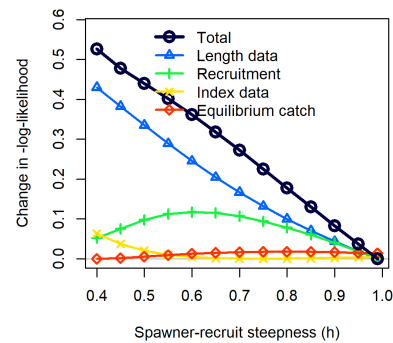 Total
Length data
Recruitment
Index data
Equilibrium catch
Change in -log-likelihood
0.0
0.1
0.2
0.3
0.4
0.5
0.6
0.4 0.5 0.6 0.7 0.8 0.9 1.0
Spawner-recruit steepness (h)